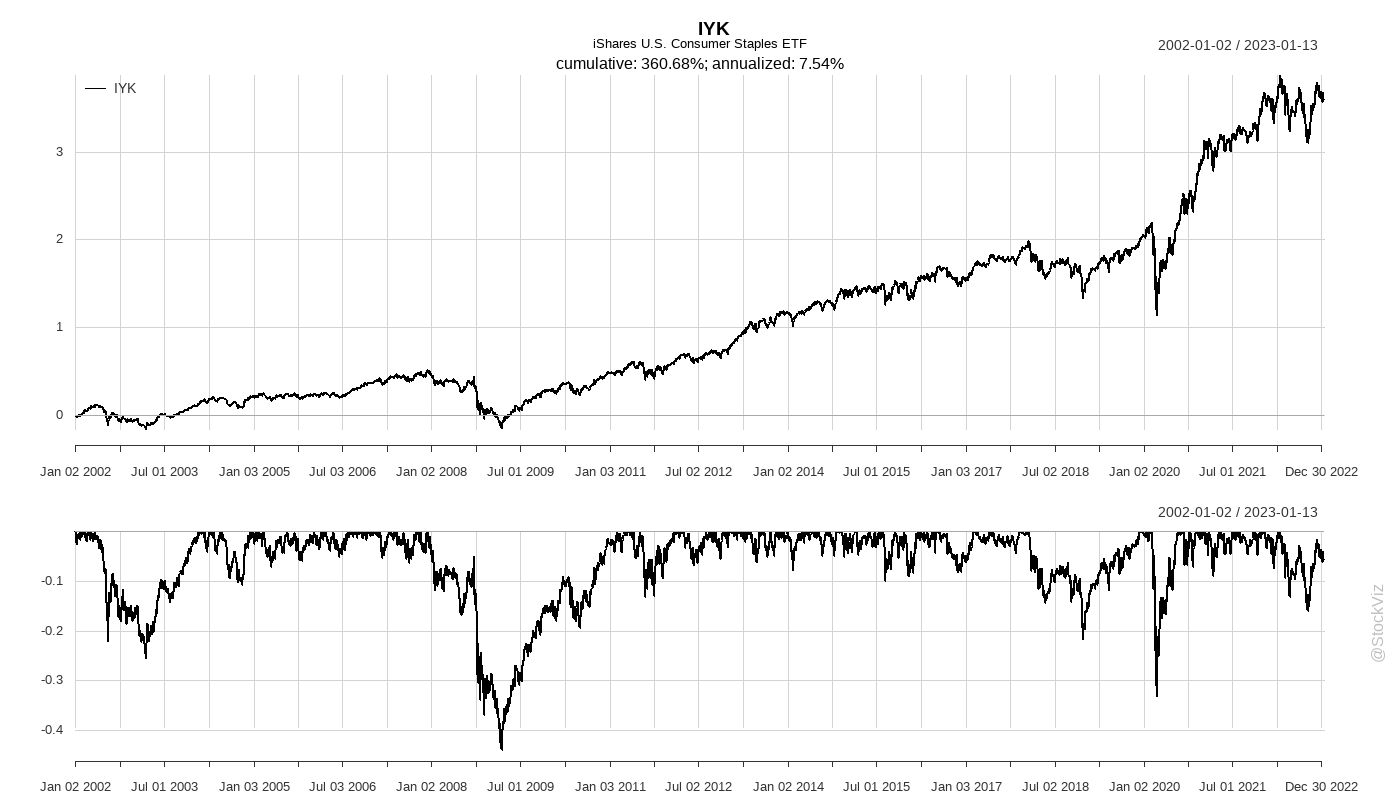 IYK
iShares U.S. Consumer Staples ETF
2002-01-02 / 2023-01-13
cumulative: 360.68%; annualized: 7.54%
IYK
3
2
1
0
Jan 02 2002 Jul 01 2003 Jan 03 2005 Jul 03 2006 Jan 02 2008 Jul 01 2009 Jan 03 2011 Jul 02 2012 Jan 02 2014 Jul 01 2015 Jan 03 2017 Jul 02 2018 Jan 02 2020 Jul 01 2021 Dec 30 2022
2002-01-02 / 2023-01-13
-0.1
-0.2
-0.3
-0.4
Jan 02 2002 Jul 01 2003 Jan 03 2005 Jul 03 2006 Jan 02 2008 Jul 01 2009 Jan 03 2011 Jul 02 2012 Jan 02 2014 Jul 01 2015 Jan 03 2017 Jul 02 2018 Jan 02 2020 Jul 01 2021 Dec 30 2022
@StockViz